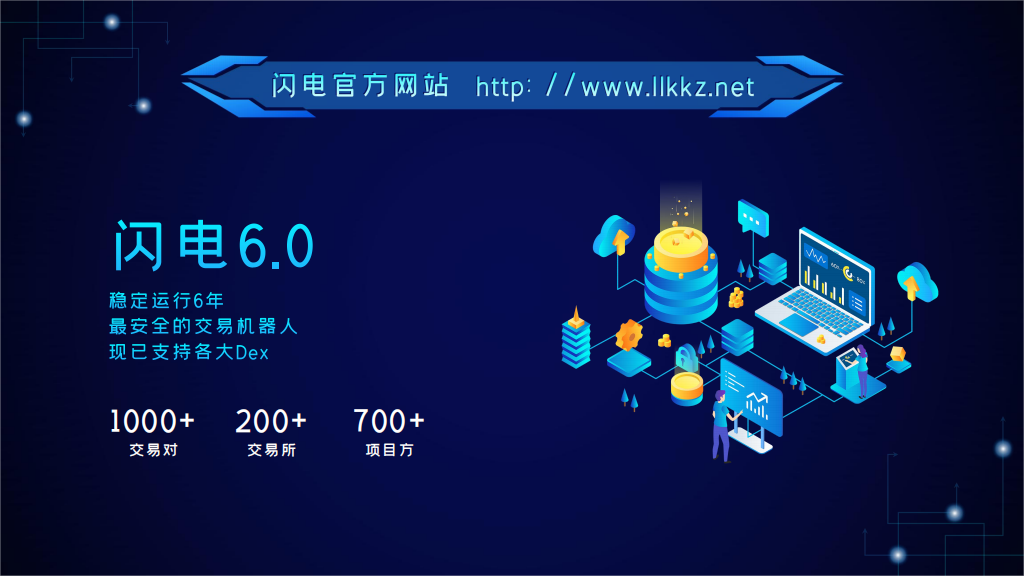 闪电官方网站 http://www.llkkz.net
闪电6.0
稳定运行6年
最安全的交易机器人
现已支持各大Dex
1000+ 200+ 700+
交易对 交易所 项目方